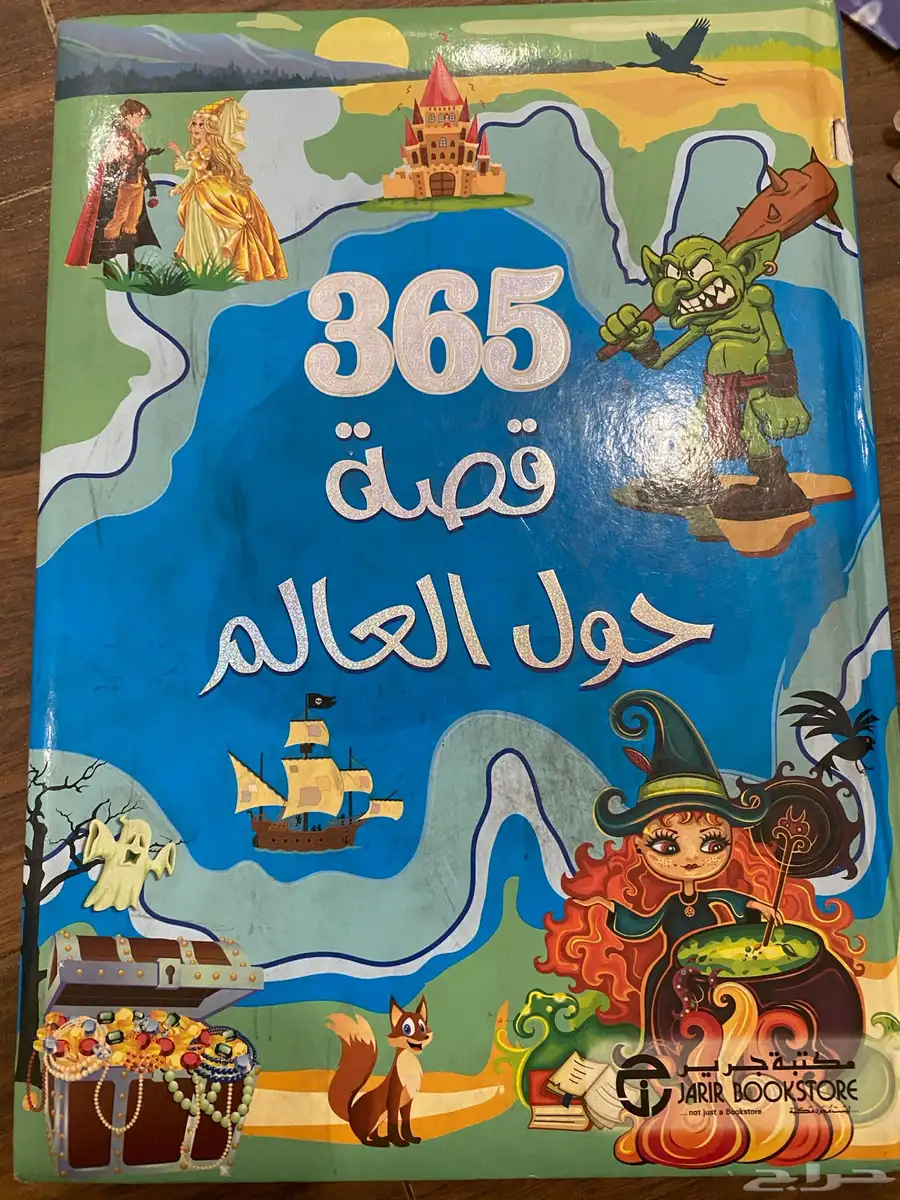 365
قصة
حول العالم
مكتبة جرير
JARIR BOOKSTORE
...not just a Bookstore
حراج